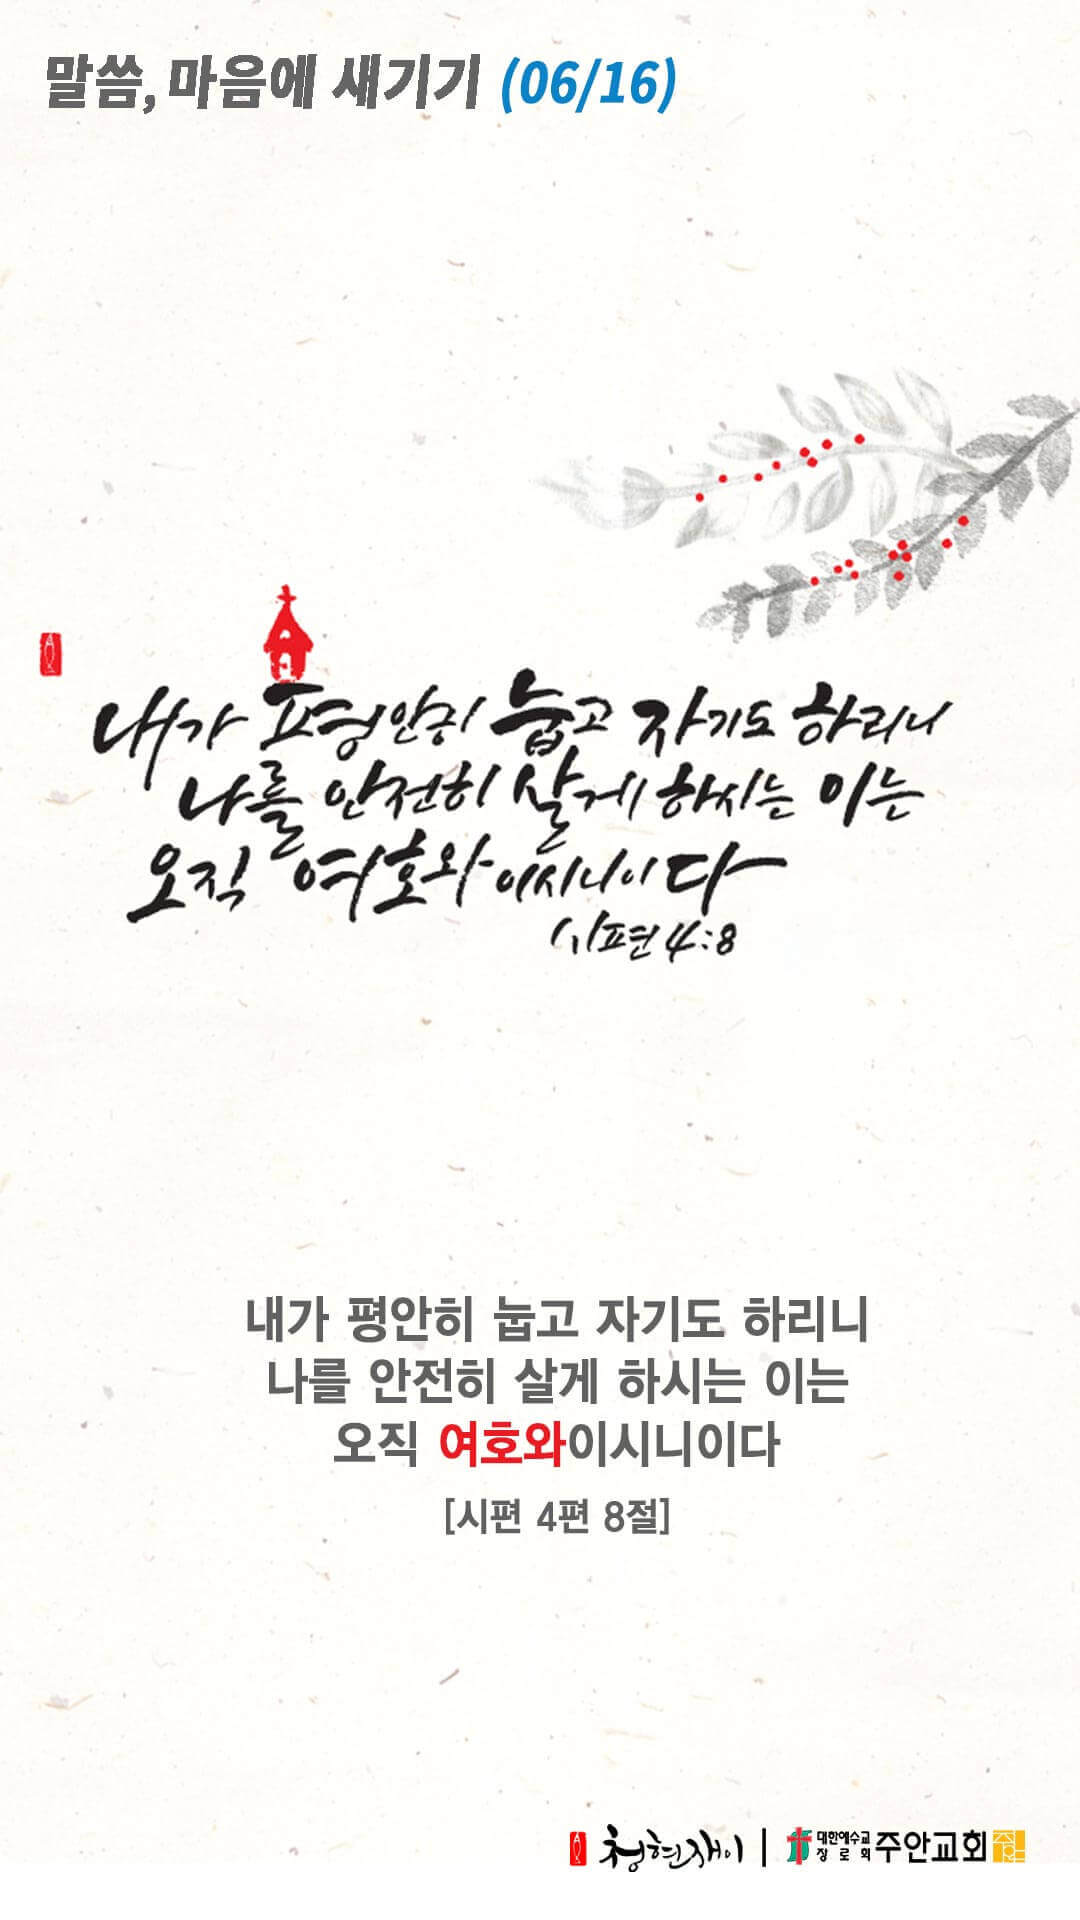 말씀, 마음에 새기기 (06/16)
내가 평안히 눕고 자기도 하리니
나를 안전히 살게 하시는 이는
오직 여호와이시니이다
시편 4:8
내가 평안히 눕고 자기도 하리니
나를 안전히 살게 하시는 이는
오직 여호와이시니이다
[시편 4편 8절]
청현재이 | 대한예수교장로회 주안교회